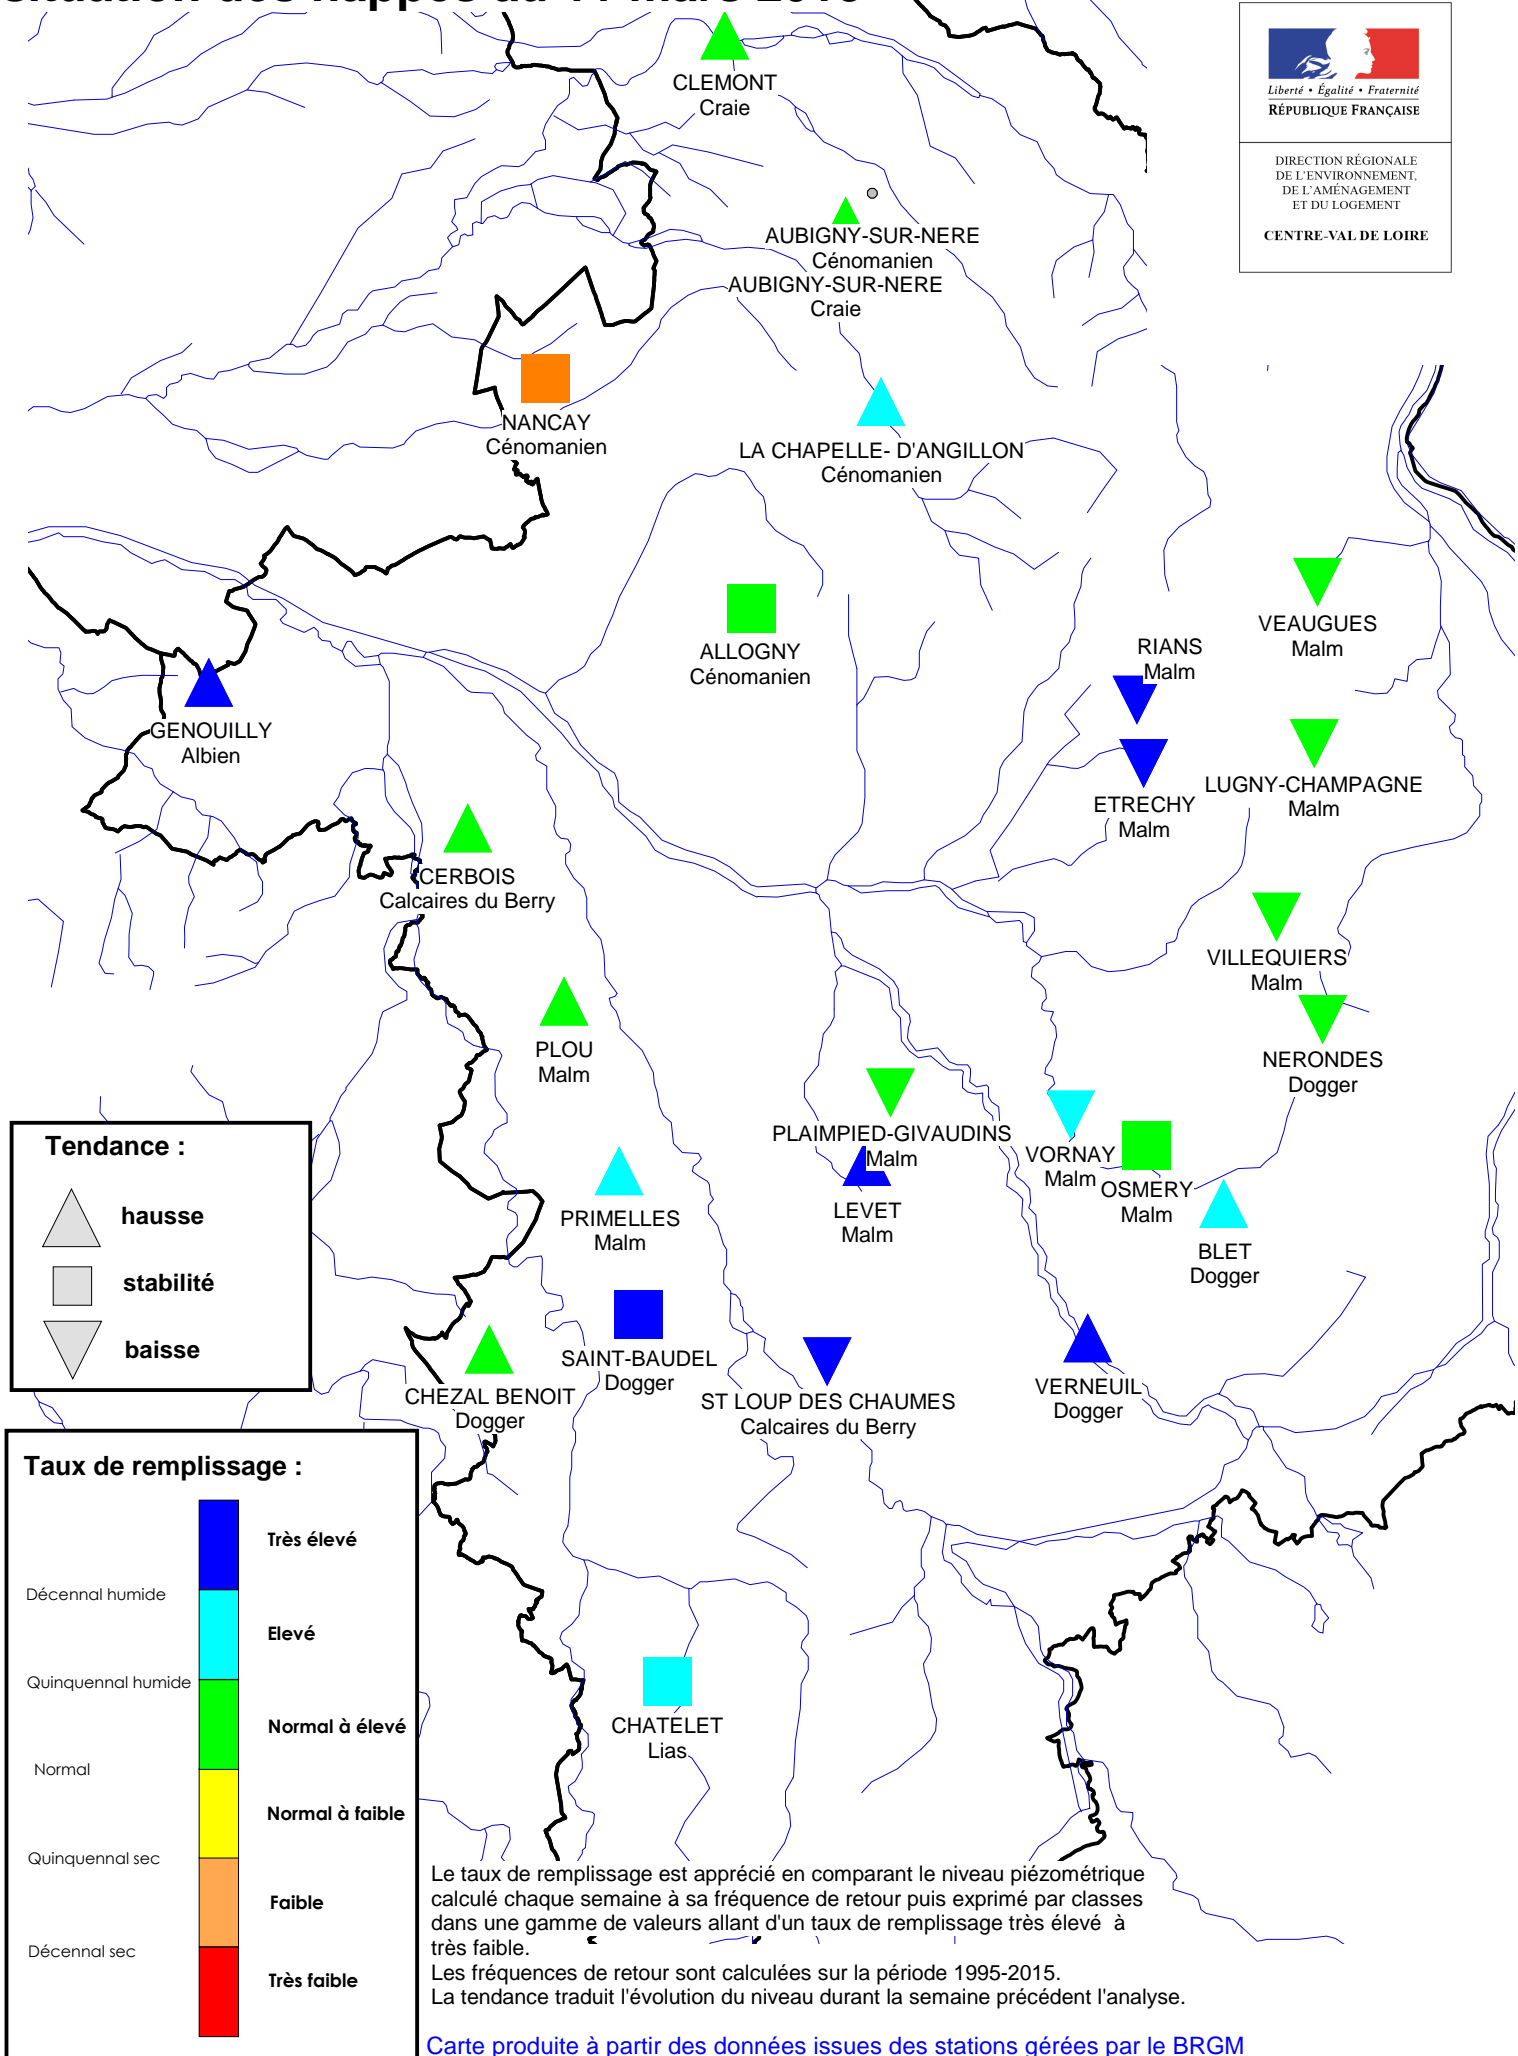 CLEMONT
Craie
Liberté • Égalité • Fraternité
RÉPUBLIQUE FRANÇAISE
DIRECTION RÉGIONALE
DE L'ENVIRONNEMENT,
DE L'AMÉNAGEMENT
ET DU LOGEMENT
CENTRE-VAL DE LOIRE
AUBIGNY-SUR-NERE
Cénomanien
AUBIGNY-SUR-NERE
Craie
NANCAY
Cénomanien
LA CHAPELLE- D'ANGILLON
Cénomanien
VEAUGUES
Malm
ALLOGNY
Cénomanien
RIANS
Malm
GENOUILLY
Albien
LUGNY-CHAMPAGNE
Malm
ETRECHY
Malm
CERBOIS
Calcaires du Berry
VILLEQUIERS
Malm
PLOU
Malm
NERONDES
Dogger
PLAIMPIED-GIVAUDINS
Malm
VORNAY
Malm
OSMERY
Malm
LEVET
Malm
PRIMELLES
Malm
BLET
Dogger
Tendance :
hausse
stabilité
baisse
SAINT-BAUDEL
Dogger
CHEZAL BENOIT
Dogger
ST LOUP DES CHAUMES
Calcaires du Berry
VERNEUIL
Dogger
CHATELET
Lias
Taux de remplissage :
Très élevé
Décennal humide
Elevé
Quinquennal humide
Normal à élevé
Normal
Normal à faible
Quinquennal sec
Faible
Décennal sec
Très faible
Le taux de remplissage est apprécié en comparant le niveau piézométrique
calculé chaque semaine à sa fréquence de retour puis exprimé par classes
dans une gamme de valeurs allant d'un taux de remplissage très élevé à
très faible.
Les fréquences de retour sont calculées sur la période 1995-2015.
La tendance traduit l'évolution du niveau durant la semaine précédent l'analyse.
Carte produite à partir des données issues des stations gérées par le BRGM